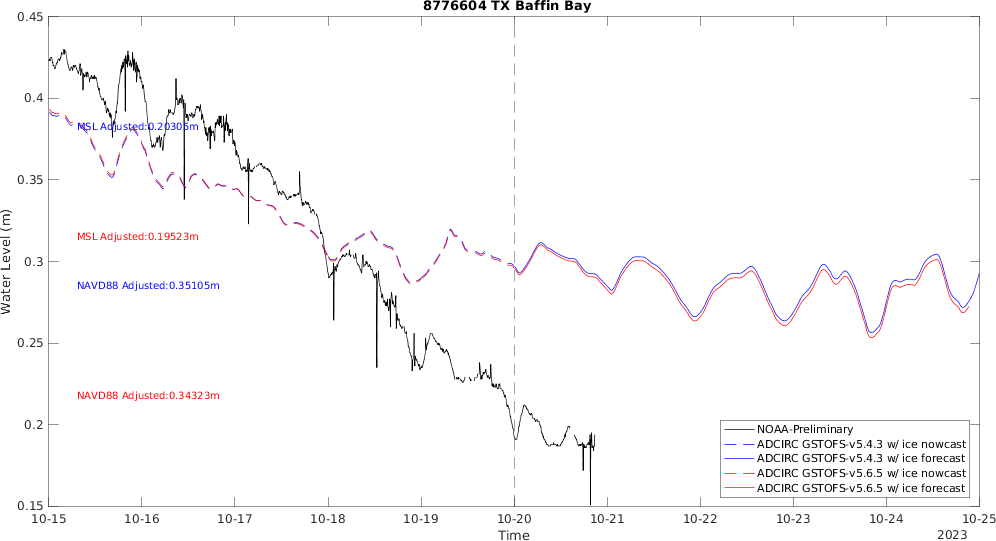 8776604 TX Baffin Bay
Water Level (m)
0.45
0.4
0.35
0.3
0.25
0.2
0.15
MSL Adjusted:0.20305m
MSL Adjusted:0.19523m
NAVD88 Adjusted:0.35105m
NAVD88 Adjusted:0.34323m
NOAA-Preliminary
ADCIRC GSTOFS-v5.4.3 w/ ice nowcast
ADCIRC GSTOFS-v5.4.3 w/ ice forecast
ADCIRC GSTOFS-v5.6.5 w/ ice nowcast
ADCIRC GSTOFS-v5.6.5 w/ ice forecast
10-15 10-16 10-17 10-18 10-19 10-20 10-21 10-22 10-23 10-24 10-25
Time
2023